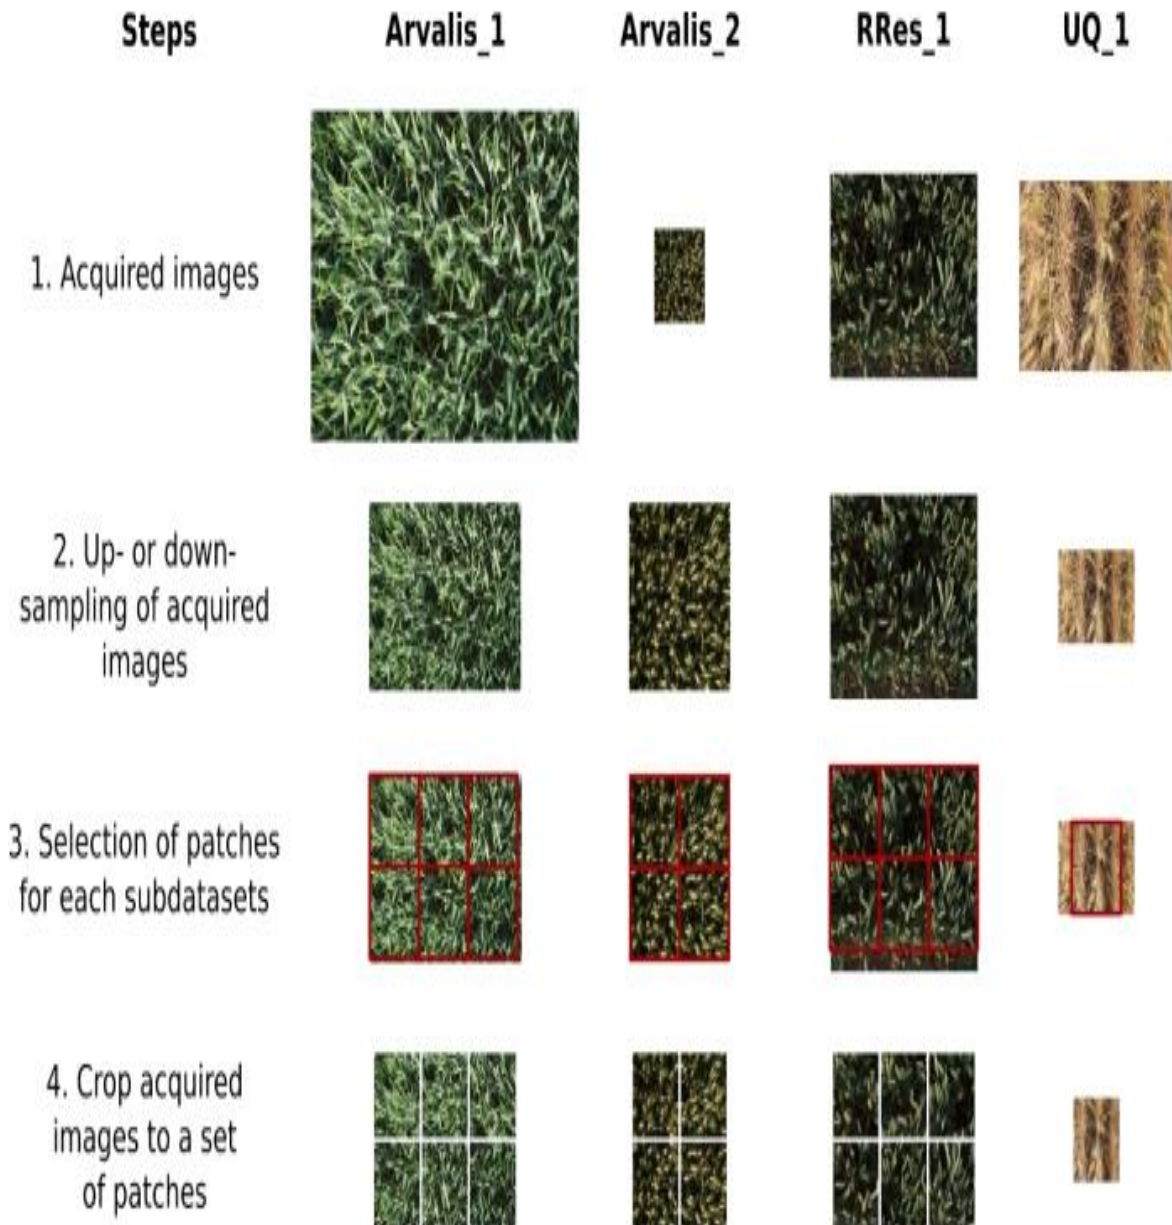 Steps Arvalis_1 Arvalis_2 RRes_1 UQ_1
1. Acquired images
2. Up- or down-
sampling of acquired
images
3. Selection of patches
for each subdatasets
4. Crop acquired
images to a set
of patches